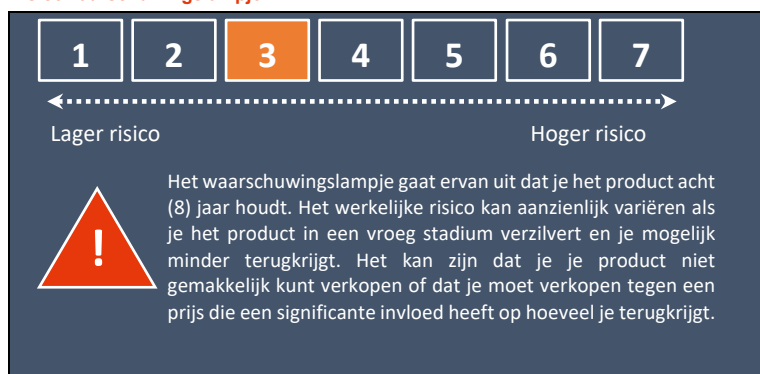 1 2 3 4 5 6 7
Lager risico Hoger risico
Het waarschuwingslampje gaat ervan uit dat je het product acht
(8) jaar houdt. Het werkelijke risico kan aanzienlijk variëren als
je het product in een vroeg stadium verzilvert en je mogelijk
minder terugkrijgt. Het kan zijn dat je je product niet
gemakkelijk kunt verkopen of dat je moet verkopen tegen een
prijs die een significante invloed heeft op hoeveel je terugkrijgt.
!